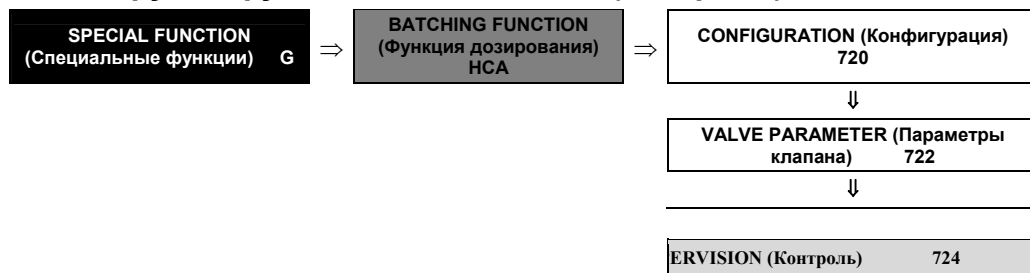 SPECIAL FUNCTION
(Специальные функции) G
⇒
BATCHING FUNCTION
(Функция дозирования)
HCA
⇒
CONFIGURATION (Конфигурация)
720
⇓
VALVE PARAMETER (Параметры
клапана) 722
⇓
ERVISION (Контроль) 724